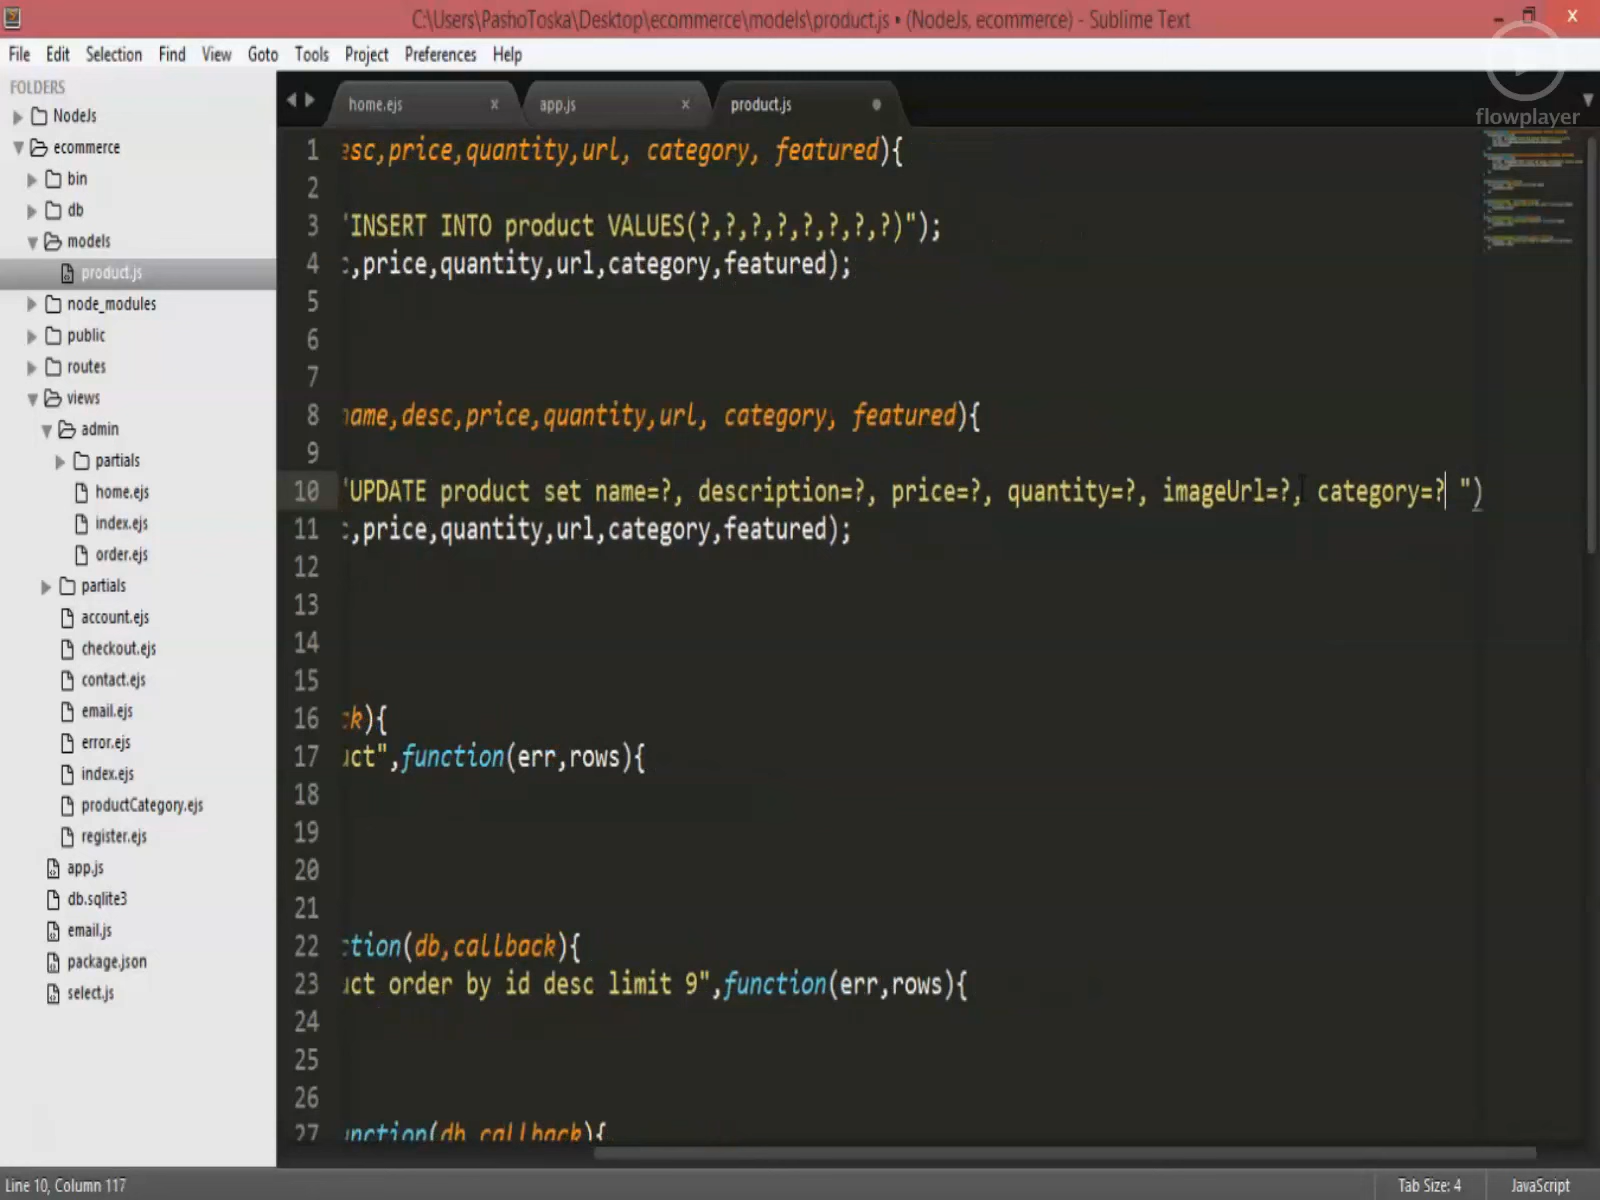 C:\Users\PashoToska\Desktop\ecommerce\models\product.js • (NodeJs, ecommerce) - Sublime Text
File Edit Selection Find View Goto Tools Project Preferences Help
flowplayer
FOLDERS
NodeJs
ecommerce
bin
db
models
product.js
node_modules
public
routes
views
admin
partials
home.ejs
index.ejs
order.ejs
partials
account.ejs
checkout.ejs
contact.ejs
email.ejs
error.ejs
index.ejs
productCategory.ejs
register.ejs
app.js
db.sqlite3
email.js
package.json
select.js
home.ejs x app.js x product.js
1 esc,price,quantity,url, category, featured){
2
3 "INSERT INTO product VALUES(?,?,?,?,?,?,?,?)");
4 c,price,quantity,url,category,featured);
5
6
7
8 name,desc,price,quantity,url, category, featured){
9
10 "UPDATE product set name=?, description=?, price=?, quantity=?, imageUrl=?, category=? ")
11 c,price,quantity,url,category,featured);
12
13
14
15
16 ck){
17 uct",function(err,rows){
18
19
20
21
22 ction(db,callback){
23 uct order by id desc limit 9",function(err,rows){
24
25
26
27 unction(db,callback){
Line 10, Column 117 Tab Size: 4 JavaScript